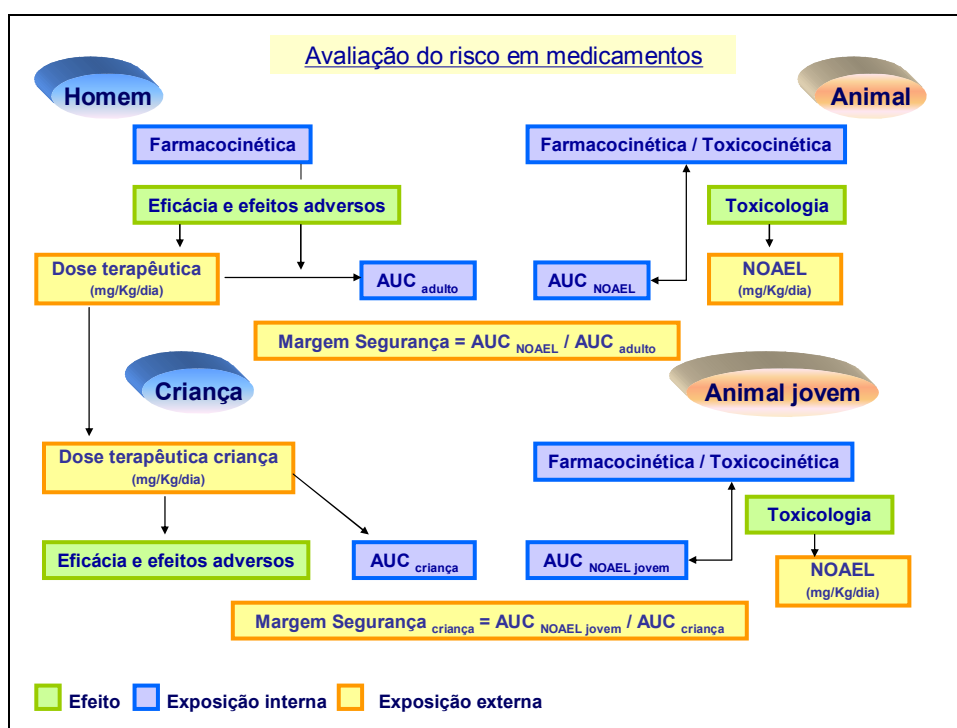 Avaliação do risco em medicamentos
Homem
Animal
Farmacocinética
Farmacocinética / Toxicocinética
Eficácia e efeitos adversos
Toxicologia
Dose terapêutica
(mg/Kg/dia)
AUC adulto
AUC NOAEL
NOAEL
(mg/Kg/dia)
Margem Segurança = AUC NOAEL / AUC adulto
Criança
Animal jovem
Dose terapêutica criança
(mg/Kg/dia)
Farmacocinética / Toxicocinética
Toxicologia
Eficácia e efeitos adversos
AUC criança
AUC NOAEL jovem
NOAEL
(mg/Kg/dia)
Margem Segurança criança = AUC NOAEL jovem / AUC criança
Efeito
Exposição interna
Exposição externa